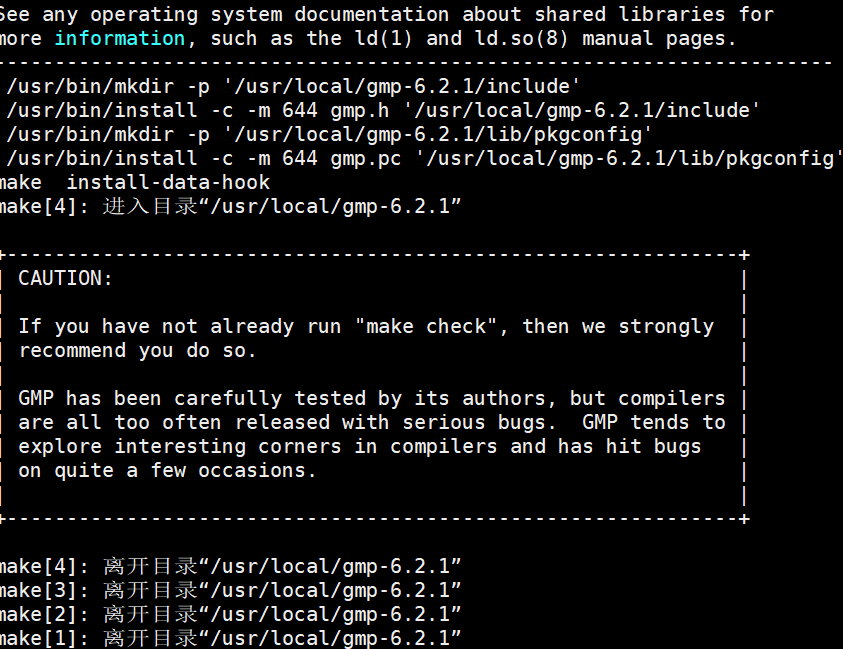 See any operating system documentation about shared libraries for
more information, such as the ld(1) and ld.so(8) manual pages.
----------------------------------------------------------------------
/usr/bin/mkdir -p '/usr/local/gmp-6.2.1/include'
/usr/bin/install -c -m 644 gmp.h '/usr/local/gmp-6.2.1/include'
/usr/bin/mkdir -p '/usr/local/gmp-6.2.1/lib/pkgconfig'
/usr/bin/install -c -m 644 gmp.pc '/usr/local/gmp-6.2.1/lib/pkgconfig'
make  install-data-hook
make[4]: 进入目录“/usr/local/gmp-6.2.1”
+-------------------------------------------------------------+
| CAUTION:                                                    |
|                                                             |
| If you have not already run "make check", then we strongly  |
| recommend you do so.                                        |
|                                                             |
| GMP has been carefully tested by its authors, but compilers |
| are all too often released with serious bugs.  GMP tends to |
| explore interesting corners in compilers and has hit bugs   |
| on quite a few occasions.                                   |
|                                                             |
+-------------------------------------------------------------+
make[4]: 离开目录“/usr/local/gmp-6.2.1”
make[3]: 离开目录“/usr/local/gmp-6.2.1”
make[2]: 离开目录“/usr/local/gmp-6.2.1”
make[1]: 离开目录“/usr/local/gmp-6.2.1”